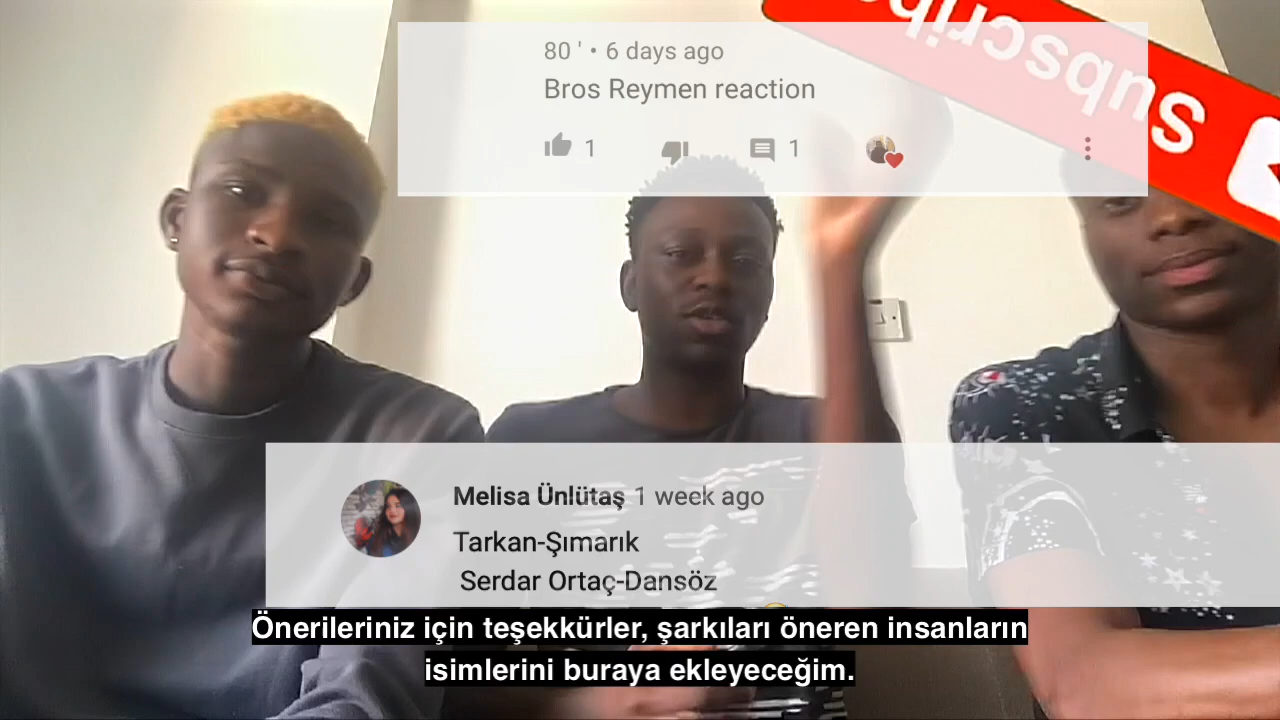 Subscribe
80 ' • 6 days ago
Bros Reymen reaction
1
1
Melisa Ünlütaş 1 week ago
Tarkan-Şımarık
Serdar Ortaç-Dansöz
Önerileriniz için teşekkürler, şarkıları öneren insanların
isimlerini buraya ekleyeceğim.